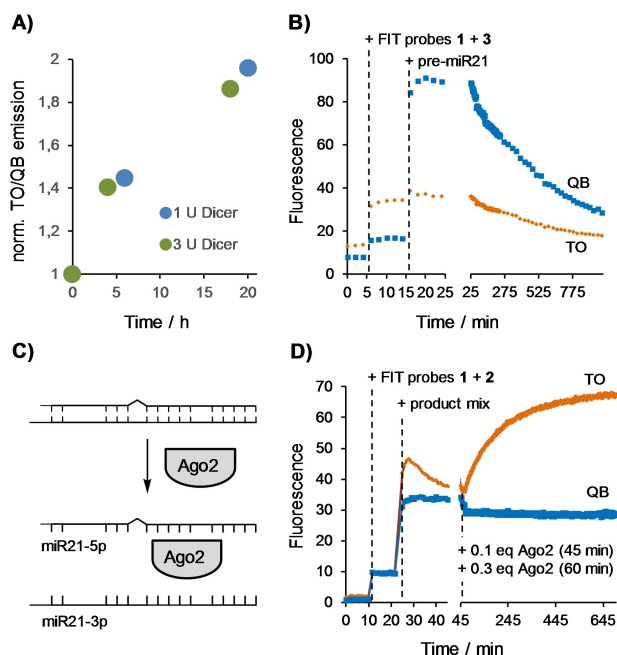 A)
norm. TO/QB emission
2
1,8
1,6
1,4
1,2
1
0 5 10 15 20
Time / h
1 U Dicer
3 U Dicer
B)
+ FIT probes 1 + 3
+ pre-miR21
Fluorescence
100
80
60
40
20
0
0 5 10 15 20 25
25 275 525 775
Time / min
QB
TO
C)
Ago2
miR21-5p
Ago2
miR21-3p
D)
+ FIT probes 1 + 2
+ product mix
Fluorescence
70
60
50
40
30
20
10
0
0 10 20 30 40
45 245 445 645
Time / min
TO
QB
+ 0.1 eq Ago2 (45 min)
+ 0.3 eq Ago2 (60 min)